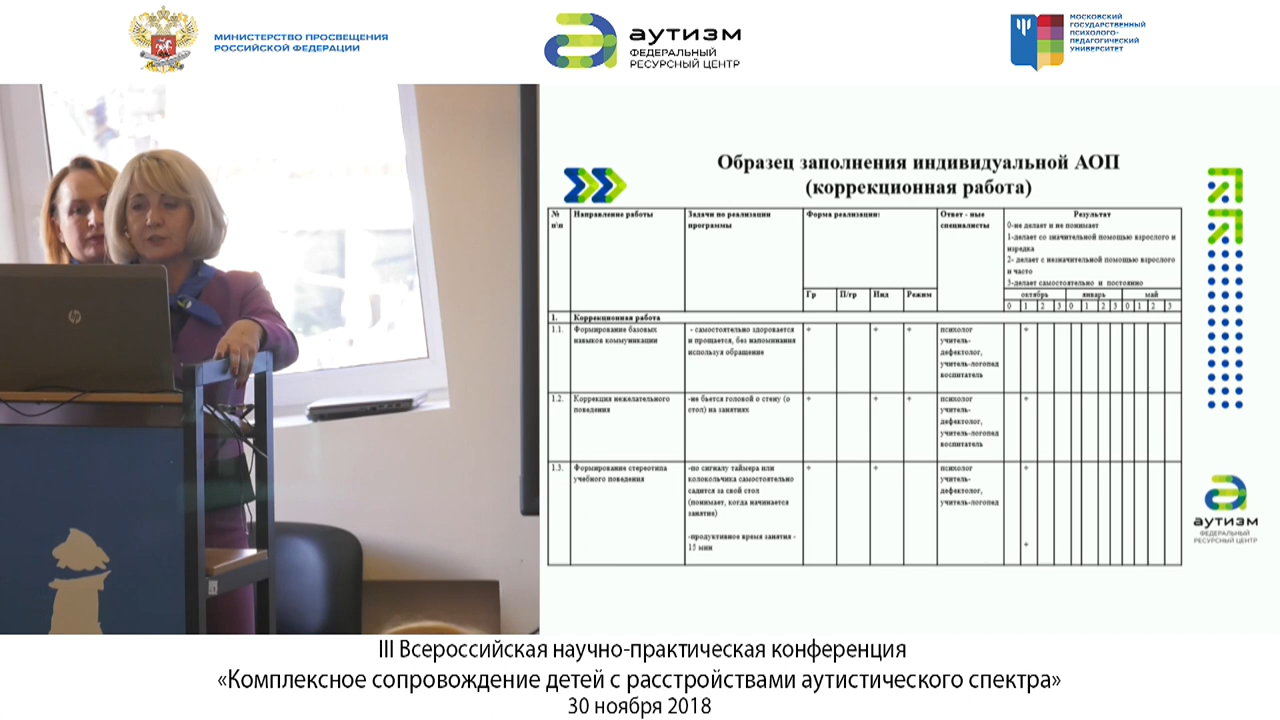 МИНИСТЕРСТВО ПРОСВЕЩЕНИЯ
РОССИЙСКОЙ ФЕДЕРАЦИИ
аутизм
ФЕДЕРАЛЬНЫЙ
РЕСУРСНЫЙ ЦЕНТР
МОСКОВСКИЙ
ГОСУДАРСТВЕННЫЙ
ПСИХОЛОГО-
ПЕДАГОГИЧЕСКИЙ
УНИВЕРСИТЕТ
hp
Образец заполнения индивидуальной АОП
(коррекционная работа)
№ п\п
Направление работы
Задачи по реализации
программы
Форма реализации:
Гр П/гр Инд Режим
Ответ - ные
специалисты
Результат
0-не делает и не понимает
1-делает со значительной помощью взрослого и
изредка
2- делает с незначительной помощью взрослого
и часто
3-делает самостоятельно и постоянно
октябрь январь май
0 1 2 3 0 1 2 3 0 1 2 3
1. Коррекционная работа
1.1. Формирование базовых
навыков коммуникации
- самостоятельно здоровается
и прощается, без напоминания
используя обращение
+ + +
психолог
учитель-
дефектолог,
учитель-логопед
воспитатель
+
1.2. Коррекция нежелательного
поведения
-не бьется головой о стену (о
стол) на занятиях
+ + +
психолог
учитель-
дефектолог,
учитель-логопед
воспитатель
+
1.3. Формирование стереотипа
учебного поведения
-по сигналу таймера или
колокольчика самостоятельно
садится за свой стол
(понимает, когда начинается
занятие)
-продуктивное время занятия -
15 мин
+ +
психолог
учитель-
дефектолог,
учитель-логопед
+
+
аутизм
ФЕДЕРАЛЬНЫЙ
РЕСУРСНЫЙ ЦЕНТР
III Всероссийская научно-практическая конференция
«Комплексное сопровождение детей с расстройствами аутистического спектра»
30 ноября 2018